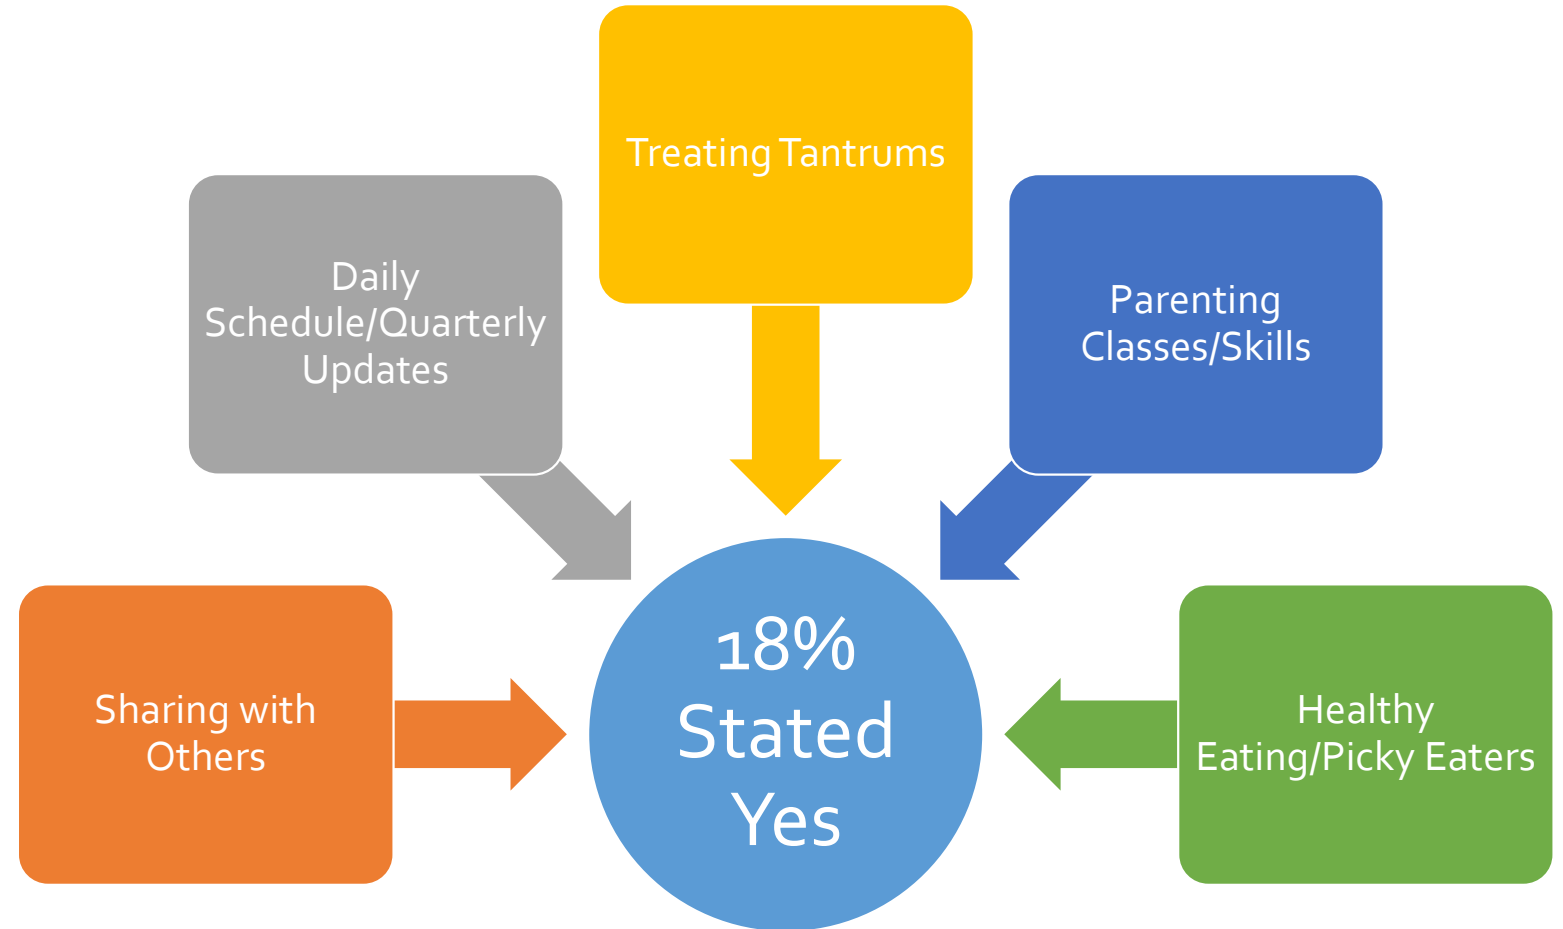 Treating Tantrums
Daily
Schedule/Quarterly
Updates
Parenting
Classes/Skills
Sharing with
Others
18%
Stated
Yes
Healthy
Eating/Picky Eaters